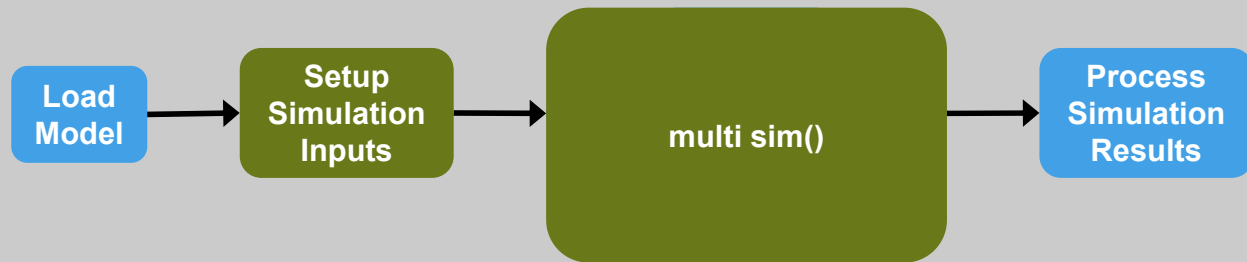 Load
Model
Setup
Simulation
Inputs
multi sim()
Process
Simulation
Results